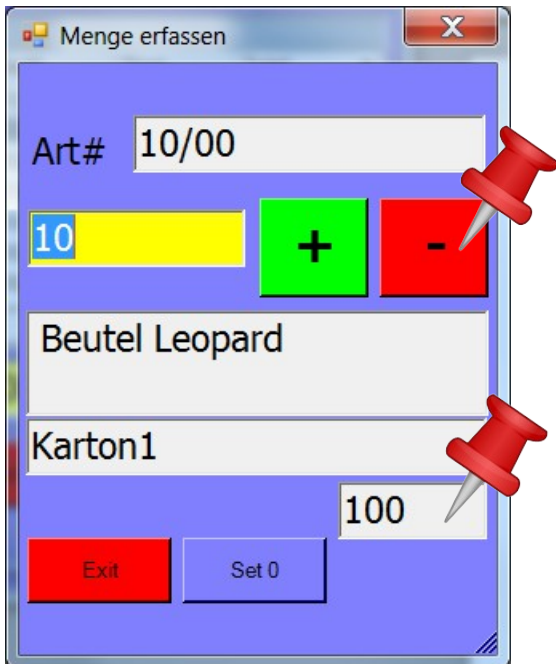 Menge erfassen
X
Art# 10/00
10 + -
Beutel Leopard
Karton1
100
Exit Set 0